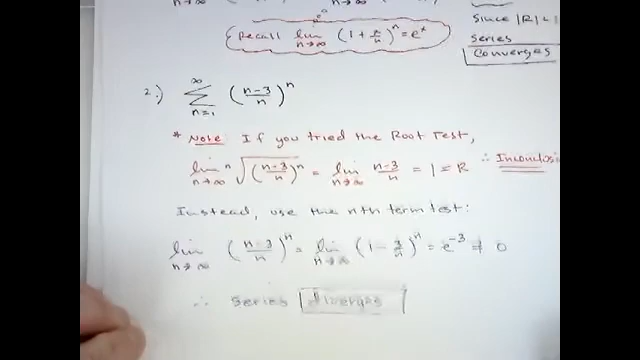 n→∞ n→∞
Recall lim n→∞ (1 + x/n)^n = e^x
Since |R| < 1
series
Converges
2.) ∞ Σ n=1 ((n-3)/n)^n
* Note: If you tried the Root Test,
lim n→∞ n√((n-3)/n)^n = lim n→∞ (n-3)/n = 1 = R ∴ Inconclusi
Instead, use the nth term test:
lim n→∞ ((n-3)/n)^n = lim n→∞ (1 - 3/n)^n = e^-3 ≠ 0
∴ Series diverges